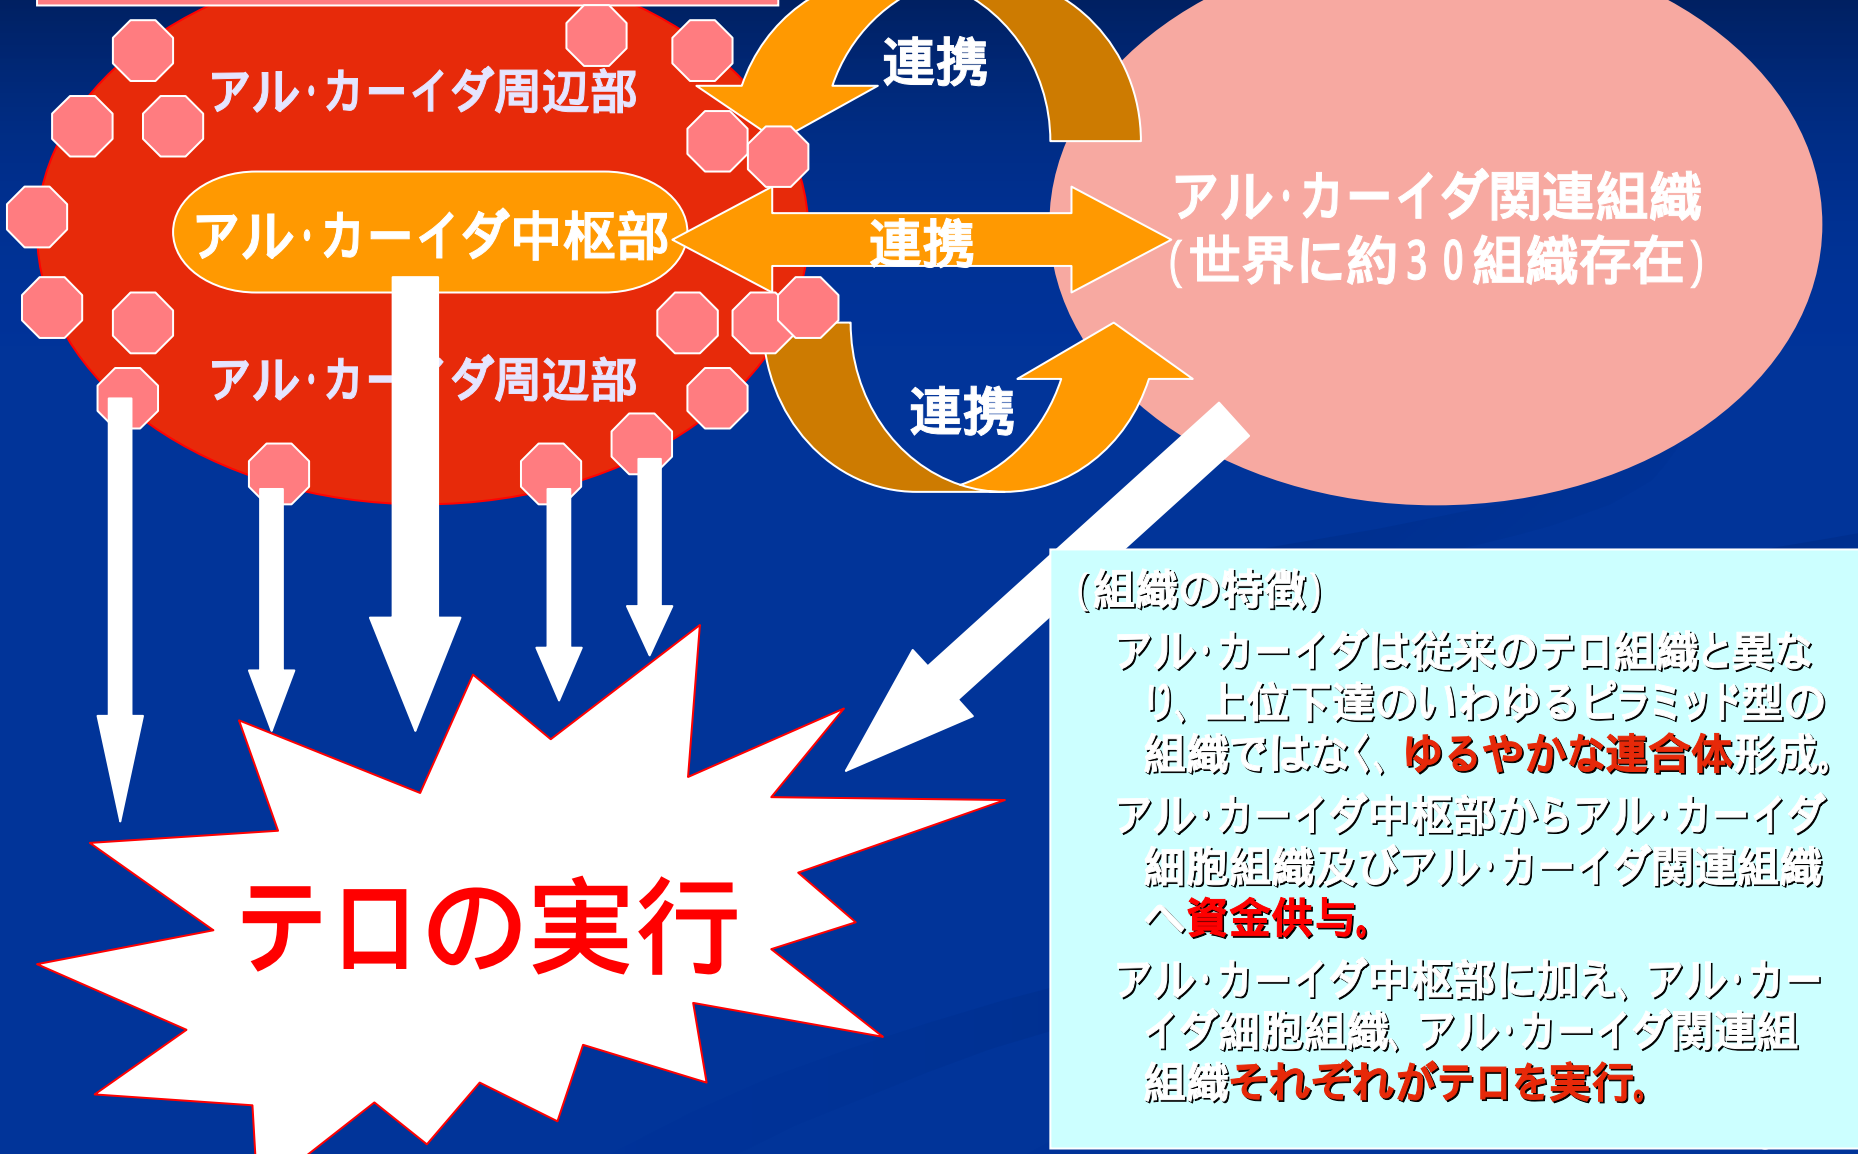 連携
アル・カーイダ周辺部
アル・カーイダ中枢部
連携
アル・カーイダ関連組織
(世界に約30組織存在)
アル・カーイダ周辺部
連携
テロの実行
(組織の特徴)
アル・カーイダは従来のテロ組織と異な
り、上位下達のいわゆるピラミッド型の
組織ではなく、ゆるやかな連合体形成。
アル・カーイダ中枢部からアル・カーイダ
細胞組織及びアル・カーイダ関連組織
へ資金供与。
アル・カーイダ中枢部に加え、アル・カー
イダ細胞組織、アル・カーイダ関連組
組織それぞれがテロを実行。